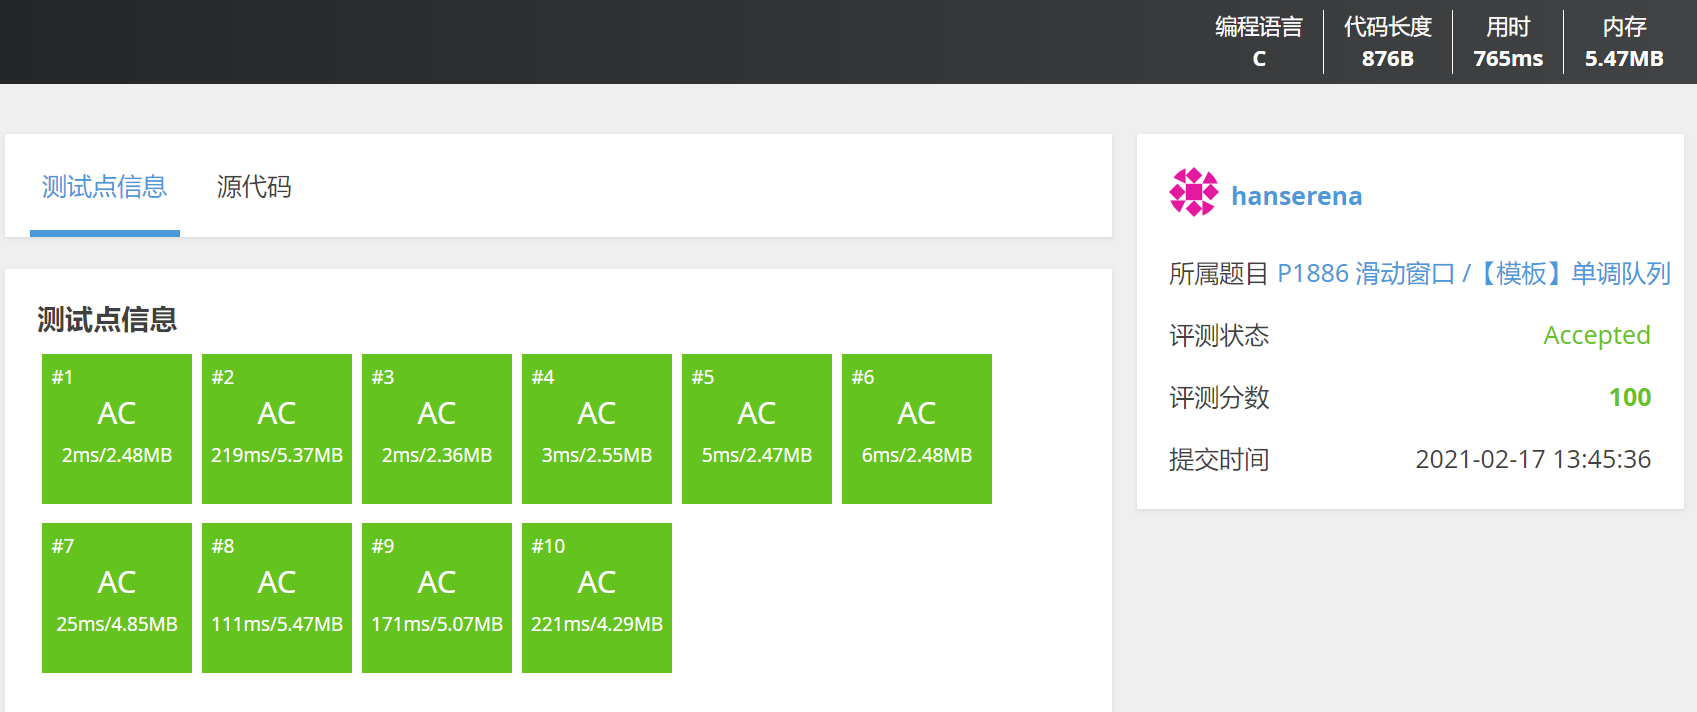 编程语言 代码长度 用时 内存
C 876B 765ms 5.47MB
测试点信息 源代码
测试点信息
#1 #2 #3 #4 #5 #6
AC AC AC AC AC AC
2ms/2.48MB 219ms/5.37MB 2ms/2.36MB 3ms/2.55MB 5ms/2.47MB 6ms/2.48MB
#7 #8 #9 #10
AC AC AC AC
25ms/4.85MB 111ms/5.47MB 171ms/5.07MB 221ms/4.29MB
hanserena
所属题目 P1886 滑动窗口 /【模板】单调队列
评测状态 Accepted
评测分数 100
提交时间 2021-02-17 13:45:36